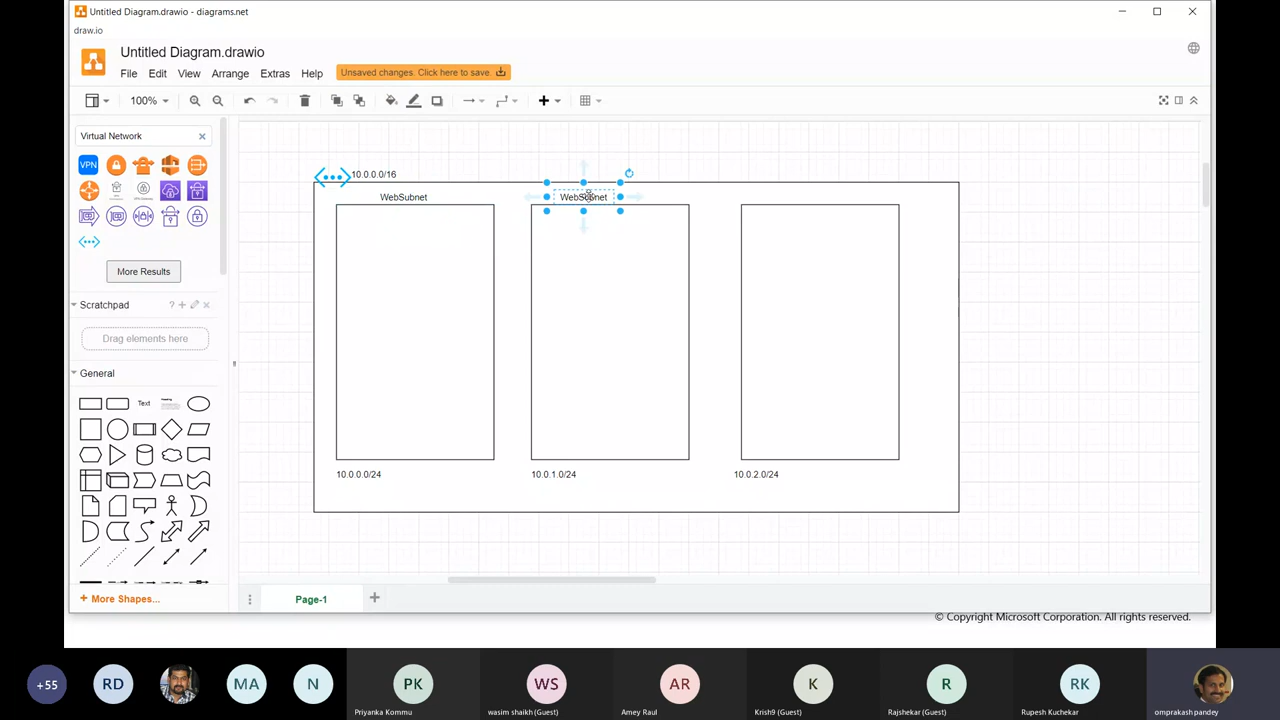 Untitled Diagram.drawio - diagrams.net
draw.io
Untitled Diagram.drawio
File Edit View Arrange Extras Help
Unsaved changes. Click here to save.
100%
Virtual Network
VPN
More Results
Scratchpad
Drag elements here
General
Text
More Shapes...
10.0.0.0/16
WebSubnet
WebSubnet
10.0.0.0/24
10.0.1.0/24
10.0.2.0/24
Page-1
© Copyright Microsoft Corporation. All rights reserved.
+55
RD
MA
N
PK
WS
AR
K
R
RK
Priyanka Kommu
wasim shaikh (Guest)
Amey Raul
Krish9 (Guest)
Rajshekar (Guest)
Rupesh Kuchekar
omprakash pandey